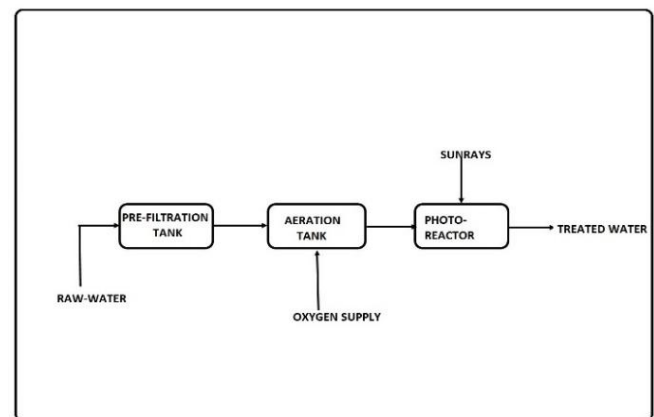 SUNRAYS
PRE-FILTRATION
TANK
AERATION
TANK
PHOTO-
REACTOR
TREATED WATER
RAW-WATER
OXYGEN SUPPLY